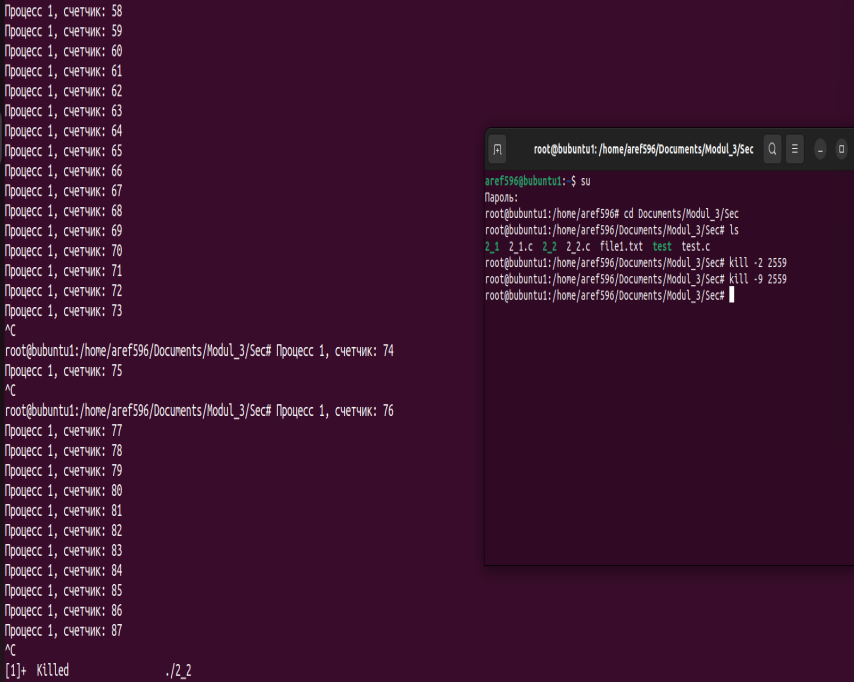 Процесс 1, счетчик: 58
Процесс 1, счетчик: 59
Процесс 1, счетчик: 60
Процесс 1, счетчик: 61
Процесс 1, счетчик: 62
Процесс 1, счетчик: 63
Процесс 1, счетчик: 64
Процесс 1, счетчик: 65
Процесс 1, счетчик: 66
Процесс 1, счетчик: 67
Процесс 1, счетчик: 68
Процесс 1, счетчик: 69
Процесс 1, счетчик: 70
Процесс 1, счетчик: 71
Процесс 1, счетчик: 72
Процесс 1, счетчик: 73
^C
root@bubuntu1:/home/aref596/Documents/Modul_3/Sec# Процесс 1, счетчик: 74
Процесс 1, счетчик: 75
^C
root@bubuntu1:/home/aref596/Documents/Modul_3/Sec# Процесс 1, счетчик: 76
Процесс 1, счетчик: 77
Процесс 1, счетчик: 78
Процесс 1, счетчик: 79
Процесс 1, счетчик: 80
Процесс 1, счетчик: 81
Процесс 1, счетчик: 82
Процесс 1, счетчик: 83
Процесс 1, счетчик: 84
Процесс 1, счетчик: 85
Процесс 1, счетчик: 86
Процесс 1, счетчик: 87
^C
[1]+  Killed                  ./2_2
root@bubuntu1: /home/aref596/Documents/Modul_3/Sec
aref596@bubuntu1:~$ su
Пароль:
root@bubuntu1:/home/aref596# cd Documents/Modul_3/Sec
root@bubuntu1:/home/aref596/Documents/Modul_3/Sec# ls
2_1  2_1.c  2_2  2_2.c  file1.txt  test  test.c
root@bubuntu1:/home/aref596/Documents/Modul_3/Sec# kill -2 2559
root@bubuntu1:/home/aref596/Documents/Modul_3/Sec# kill -9 2559
root@bubuntu1:/home/aref596/Documents/Modul_3/Sec#